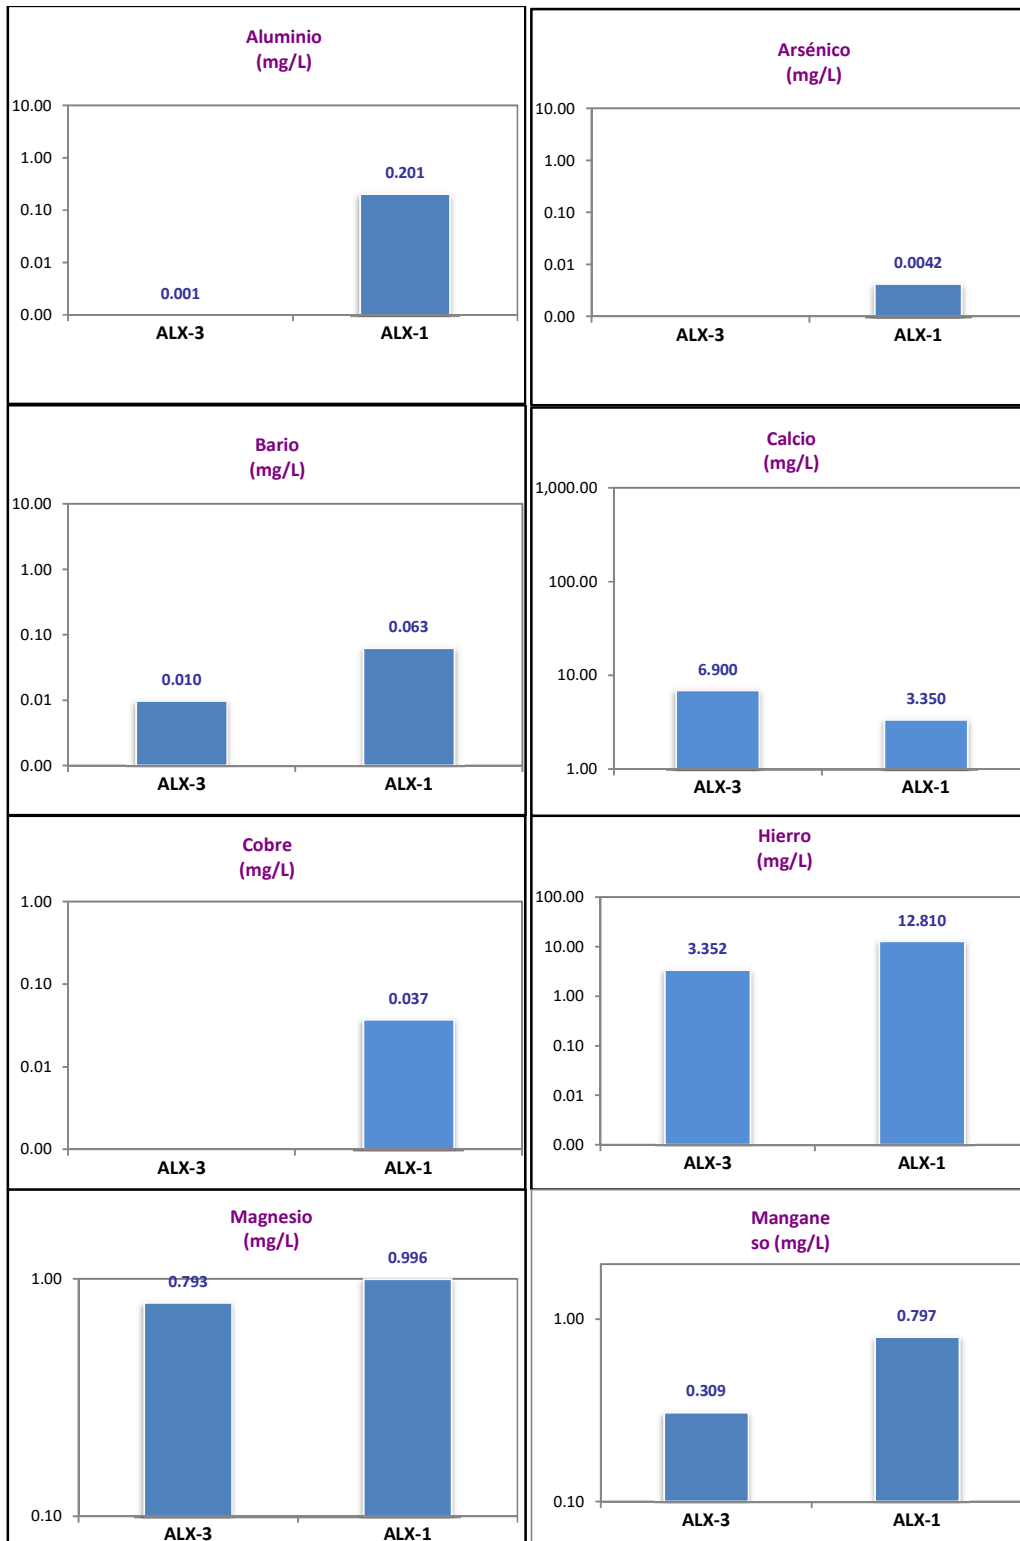 Aluminio
(mg/L)
10.00
1.00
0.10
0.01
0.00
0.001
0.201
ALX-3
ALX-1
Arsénico
(mg/L)
10.00
1.00
0.10
0.01
0.00
0.0042
ALX-3
ALX-1
Bario
(mg/L)
10.00
1.00
0.10
0.01
0.00
0.010
0.063
ALX-3
ALX-1
Calcio
(mg/L)
1,000.00
100.00
10.00
1.00
6.900
3.350
ALX-3
ALX-1
Cobre
(mg/L)
1.00
0.10
0.01
0.00
0.037
ALX-3
ALX-1
Hierro
(mg/L)
100.00
10.00
1.00
0.10
0.01
0.00
3.352
12.810
ALX-3
ALX-1
Magnesio
(mg/L)
1.00
0.10
0.793
0.996
ALX-3
ALX-1
Mangane
so (mg/L)
1.00
0.10
0.309
0.797
ALX-3
ALX-1